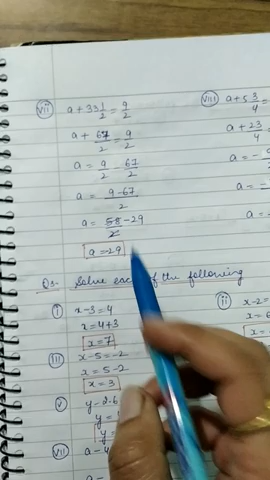 vii) a + 33 1/2 = 9/2
a + 67/2 = 9/2
a = 9/2 - 67/2
a = 9-67/2
a = 58/2 - 29
a = -29
viii) a + 5 3/4 =
a + 23/4
a = -
a =
a =
Q3- Solve each of the following
i) x-3=4
x=4+3
x=7
ii) x-2=
x=6
x=
iii) x-5=-2
x=5-2
x=3
v) y-2.6
y=
y
vii) a-4
a-